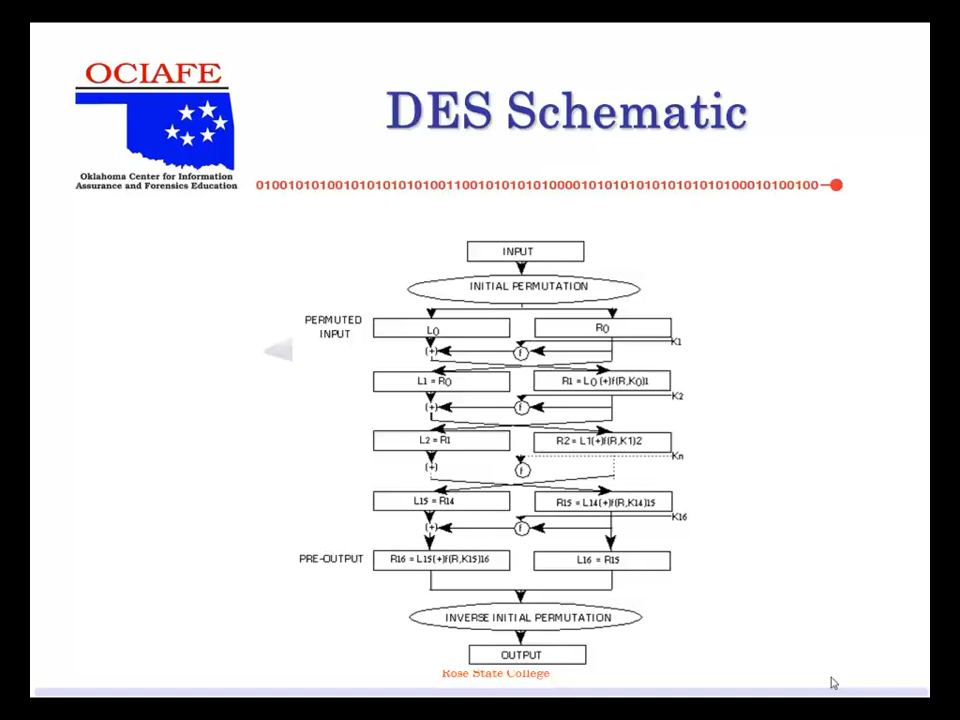 OCIAFE
Oklahoma Center for Information
Assurance and Forensics Education
DES Schematic
0100101010010101010101010011001010101010100001010101010101010101000101 00100
INPUT
INITIAL PERMUTATION
PERMUTED
INPUT
L0
R0
K1
(+)
f
L1 = R0
R1 = L0 (+)f(R,K0)1
K2
(+)
f
L2 = R1
R2 = L1(+)f(R,K1)2
Kn
(+)
f
L15 = R14
R15 = L14(+)f(R,K14)15
K16
(+)
f
PRE-OUTPUT
R16 = L15(+)f(R,K15)16
L16 = R15
INVERSE INITIAL PERMUTATION
OUTPUT
Rose State College